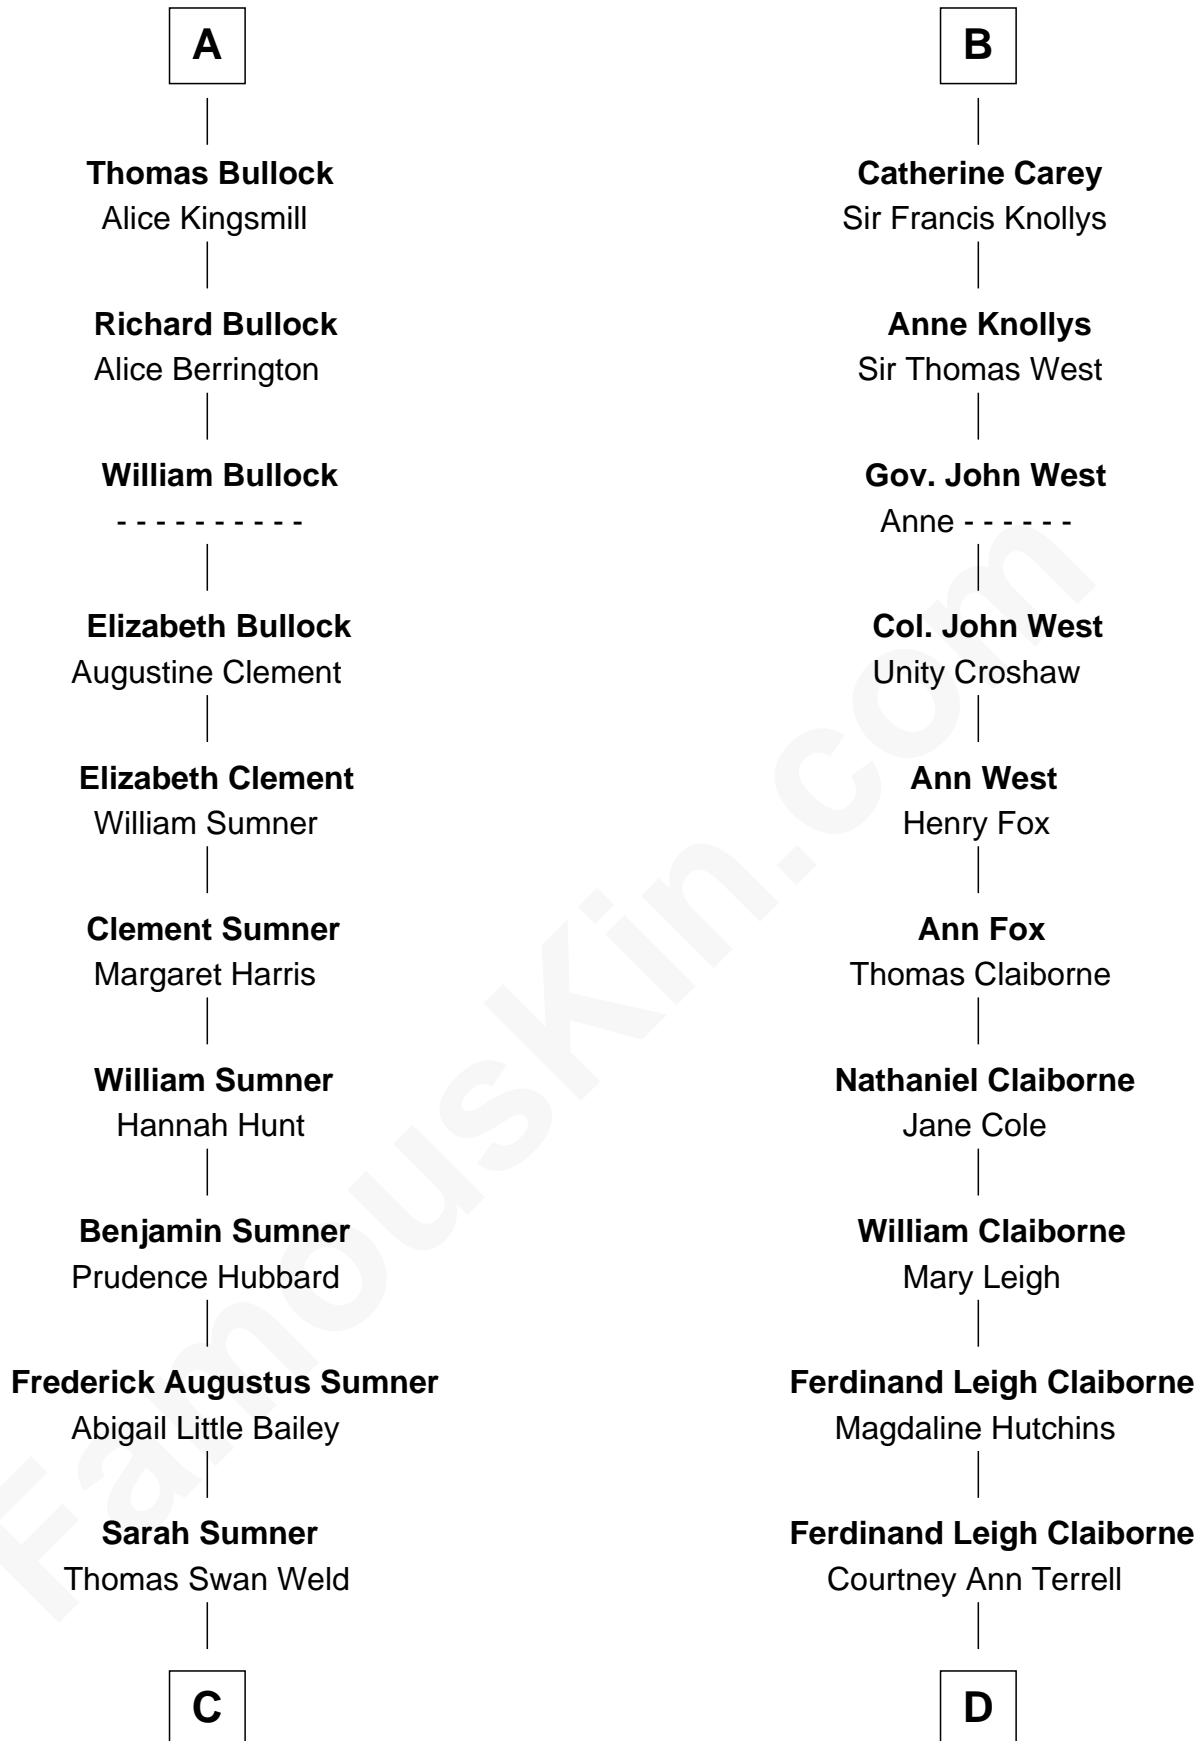 A
Thomas Bullock
Alice Kingsmill
Richard Bullock
Alice Berrington
William Bullock
- - - - - - - - - -
Elizabeth Bullock
Augustine Clement
Elizabeth Clement
William Sumner
Clement Sumner
Margaret Harris
William Sumner
Hannah Hunt
Benjamin Sumner
Prudence Hubbard
Frederick Augustus Sumner
Abigail Little Bailey
Sarah Sumner
Thomas Swan Weld
C
B
Catherine Carey
Sir Francis Knollys
Anne Knollys
Sir Thomas West
Gov. John West
Anne - - - - - -
Col. John West
Unity Croshaw
Ann West
Henry Fox
Ann Fox
Thomas Claiborne
Nathaniel Claiborne
Jane Cole
William Claiborne
Mary Leigh
Ferdinand Leigh Claiborne
Magdaline Hutchins
Ferdinand Leigh Claiborne
Courtney Ann Terrell
D
FamousKin.com